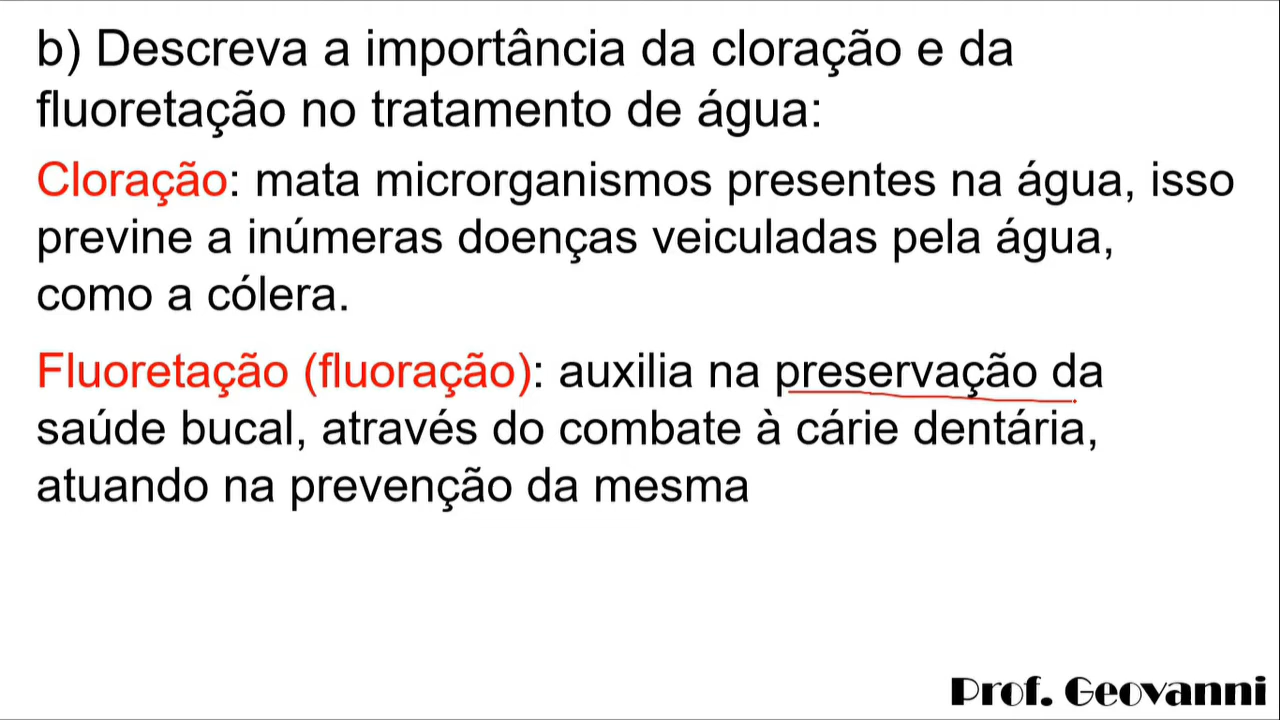 b) Descreva a importância da cloração e da
fluoretação no tratamento de água:
Cloração: mata microrganismos presentes na água, isso
previne a inúmeras doenças veiculadas pela água,
como a cólera.
Fluoretação (fluoração): auxilia na preservação da
saúde bucal, através do combate à cárie dentária,
atuando na prevenção da mesma
Prof. Geovanni